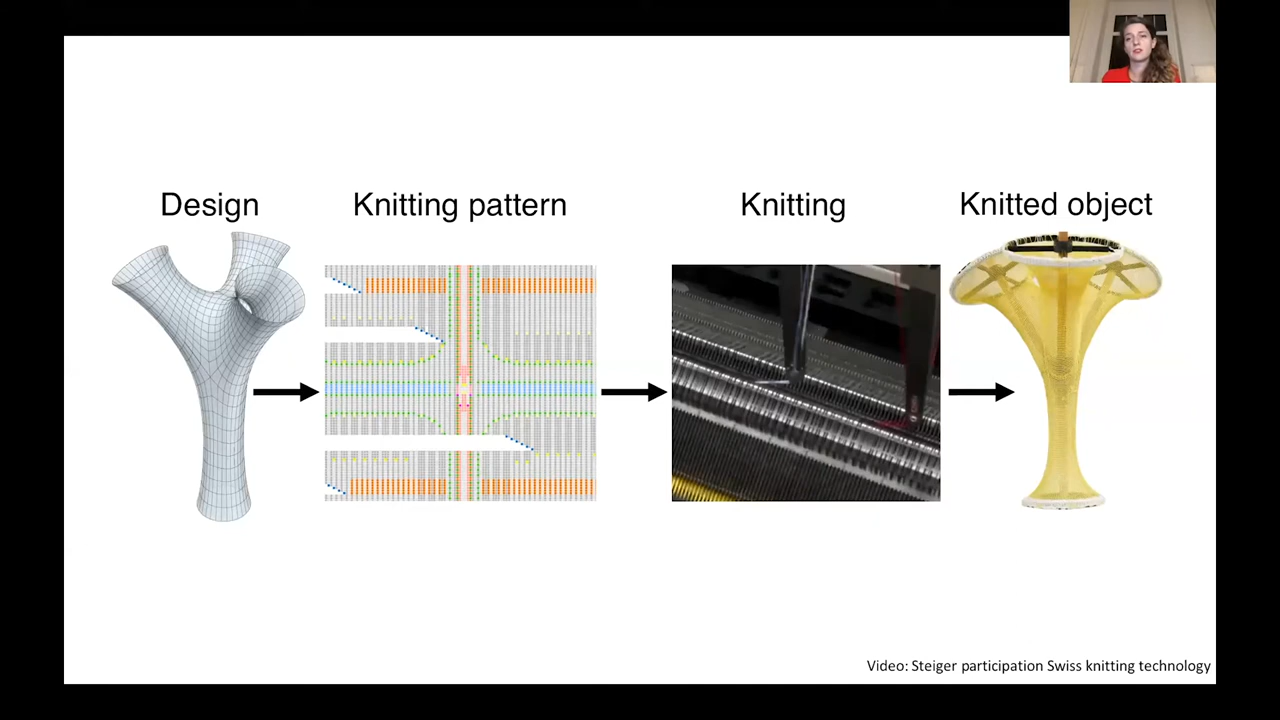 Design
Knitting pattern
Knitting
Knitted object
Video: Steiger participation Swiss knitting technology